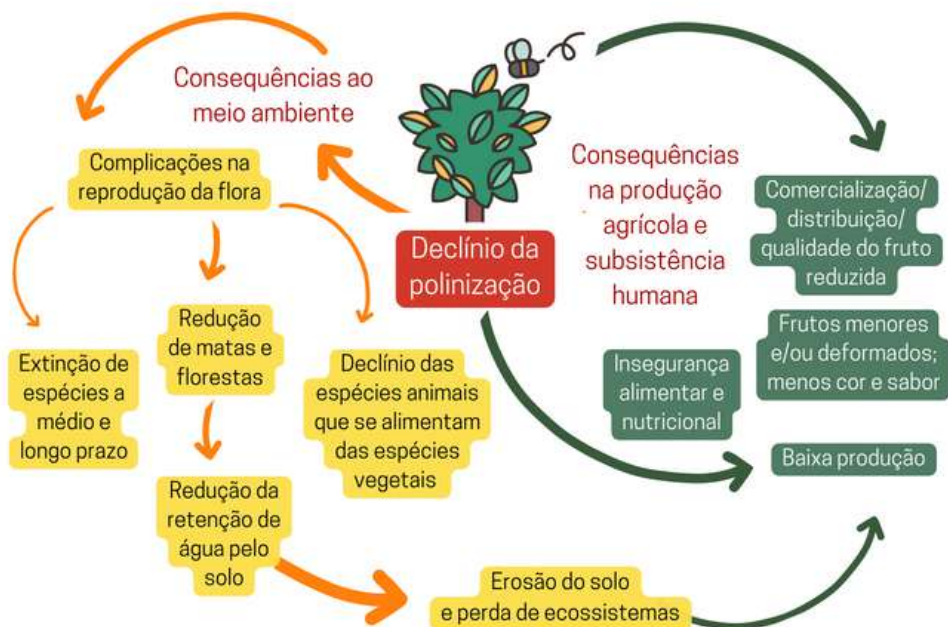 Consequências ao
meio ambiente
Complicações na
reprodução da flora
Extinção de
espécies a
médio e
longo prazo
Redução
de matas e
florestas
Declínio das
espécies animais
que se alimentam
das espécies
vegetais
Redução da
retenção de
água pelo
solo
Erosão do solo
e perda de ecossistemas
Declínio da
polinização
Consequências
na produção
agrícola e
subsistência
humana
Comercialização/
distribuição/
qualidade do fruto
reduzida
Frutos menores
e/ou deformados;
menos cor e sabor
Insegurança
alimentar e
nutricional
Baixa produção